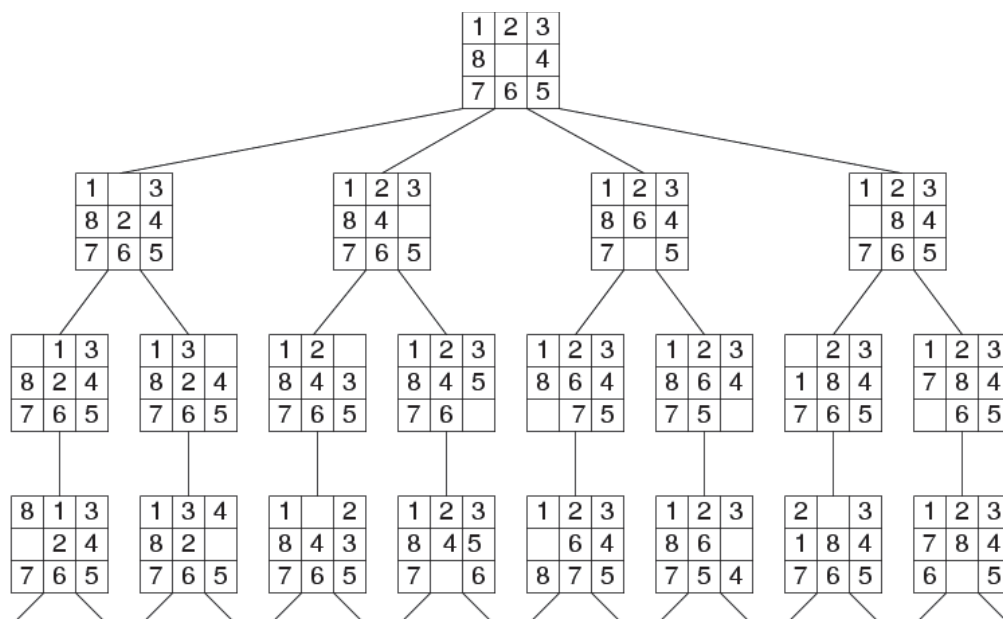 1 2 3
8 4
7 6 5
1 3 1 2 3 1 2 3 1 2 3
8 2 4 8 4 8 6 4 8 4
7 6 5 7 6 5 7 5 7 6 5
1 3 1 3 1 2 1 2 3 1 2 3 1 2 3 2 3 1 2 3
8 2 4 8 2 4 8 4 3 8 4 5 8 6 4 8 6 4 1 8 4 7 8 4
7 6 5 7 6 5 7 6 5 7 6 7 5 7 5 7 6 5 6 5
8 1 3 1 3 4 1 2 1 2 3 1 2 3 1 2 3 2 3 1 2 3
2 4 8 2 8 4 3 8 4 5 6 4 8 6 1 8 4 7 8 4
7 6 5 7 6 5 7 6 5 7 6 8 7 5 7 5 4 7 6 5 6 5